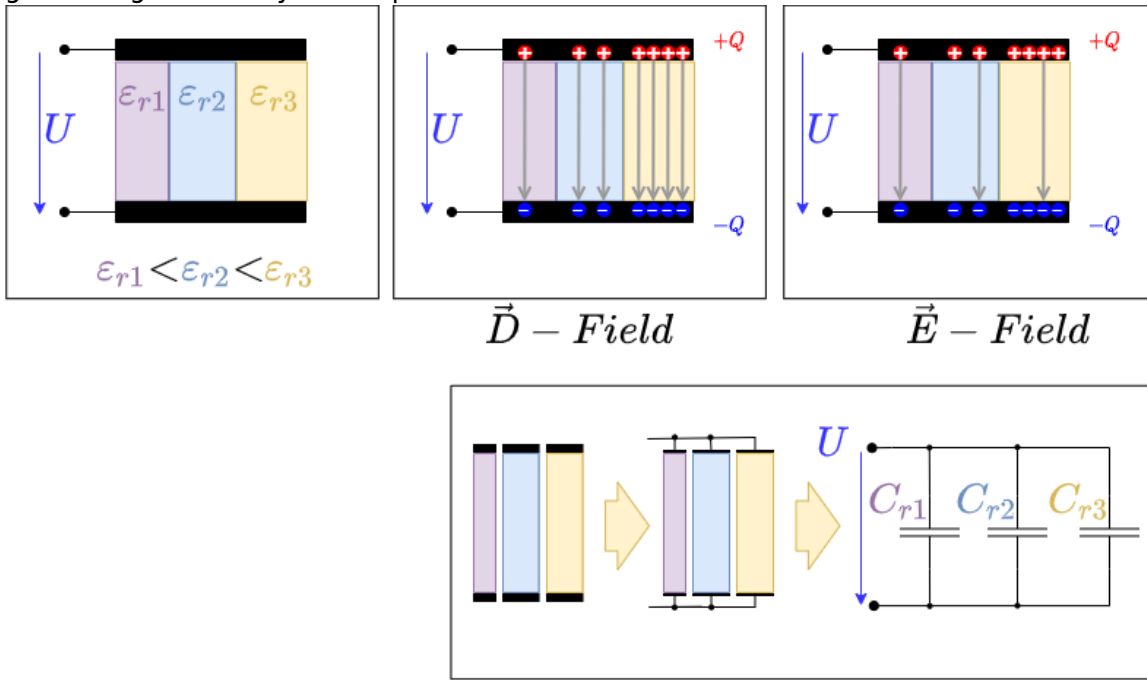 U
εr1 εr2 εr3
εr1<εr2<εr3
U
+Q
−Q
D⃗ − Field
U
+Q
−Q
E⃗ − Field
U
Cr1 Cr2 Cr3